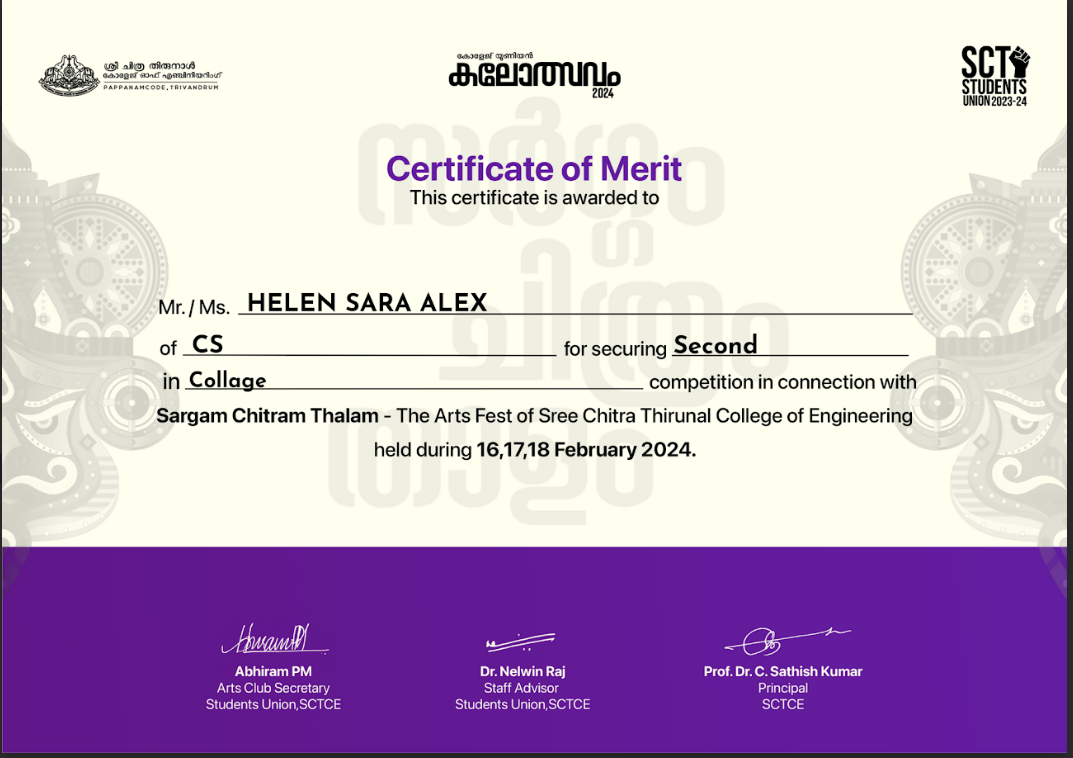 ശ്രീ ചിത്ര തിരുനാൾ
കോളേജ് ഓഫ് എഞ്ചിനീയറിംഗ്
PAPPANAMCODE, TRIVANDRUM
കോളേജ് യൂണിയൻ
കലോത്സവം
2024
SCT
STUDENTS
UNION 2023-24
സർഗ്ഗം
ചിത്രം
താളം
Certificate of Merit
This certificate is awarded to
Mr. / Ms. HELEN SARA ALEX
of CS for securing Second
in Collage competition in connection with
Sargam Chitram Thalam - The Arts Fest of Sree Chitra Thirunal College of Engineering
held during 16,17,18 February 2024.
Abhiram PM
Arts Club Secretary
Students Union,SCTCE
Dr. Nelwin Raj
Staff Advisor
Students Union,SCTCE
Prof. Dr. C. Sathish Kumar
Principal
SCTCE